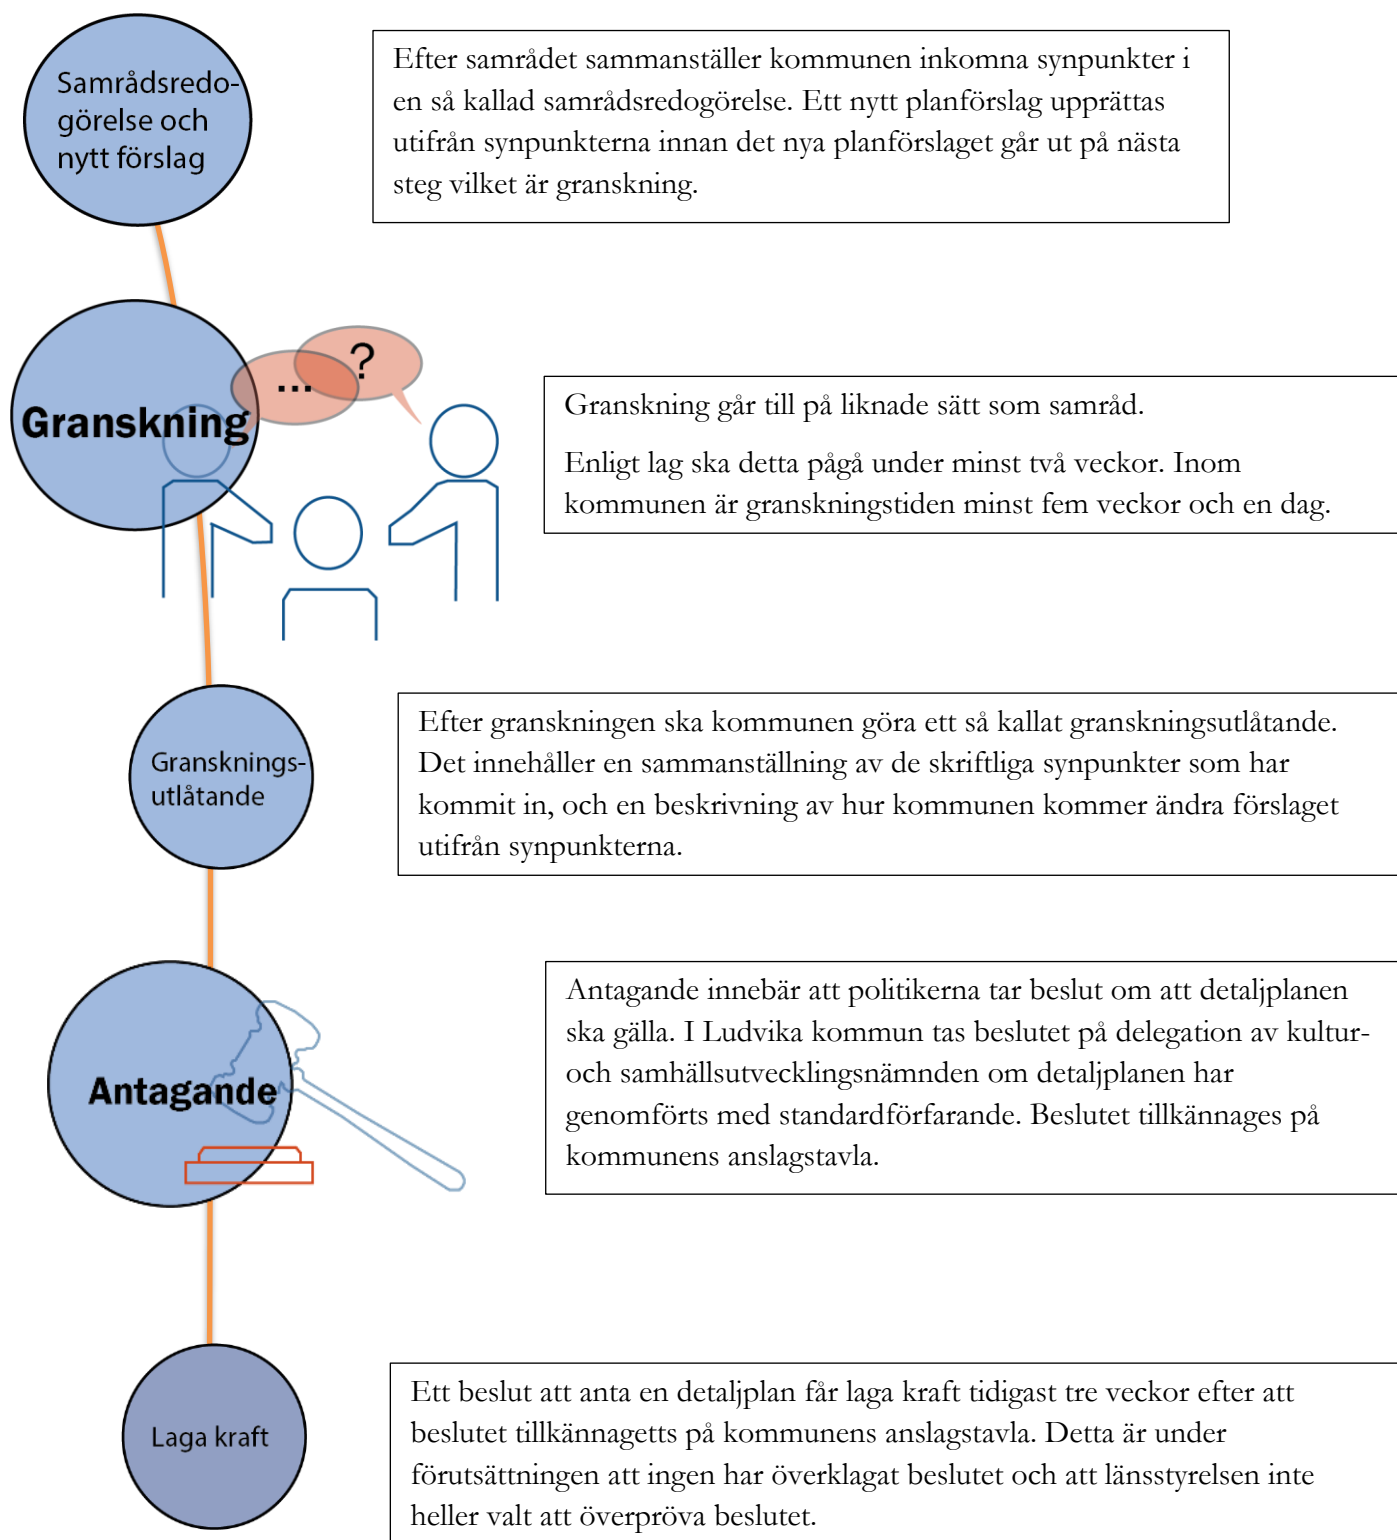 Samrådsredo-
görelse och
nytt förslag
Efter samrådet sammanställer kommunen inkomna synpunkter i
en så kallad samrådsredogörelse. Ett nytt planförslag upprättas
utifrån synpunkterna innan det nya planförslaget går ut på nästa
steg vilket är granskning.
Granskning
...
?
Granskning går till på liknade sätt som samråd.
Enligt lag ska detta pågå under minst två veckor. Inom
kommunen är granskningstiden minst fem veckor och en dag.
Gransknings-
utlåtande
Efter granskningen ska kommunen göra ett så kallat granskningsutlåtande.
Det innehåller en sammanställning av de skriftliga synpunkter som har
kommit in, och en beskrivning av hur kommunen kommer ändra förslaget
utifrån synpunkterna.
Antagande
Antagande innebär att politikerna tar beslut om att detaljplanen
ska gälla. I Ludvika kommun tas beslutet på delegation av kultur-
och samhällsutvecklingsnämnden om detaljplanen har
genomförts med standardförfarande. Beslutet tillkännages på
kommunens anslagstavla.
Laga kraft
Ett beslut att anta en detaljplan får laga kraft tidigast tre veckor efter att
beslutet tillkännagetts på kommunens anslagstavla. Detta är under
förutsättningen att ingen har överklagat beslutet och att länsstyrelsen inte
heller valt att överpröva beslutet.